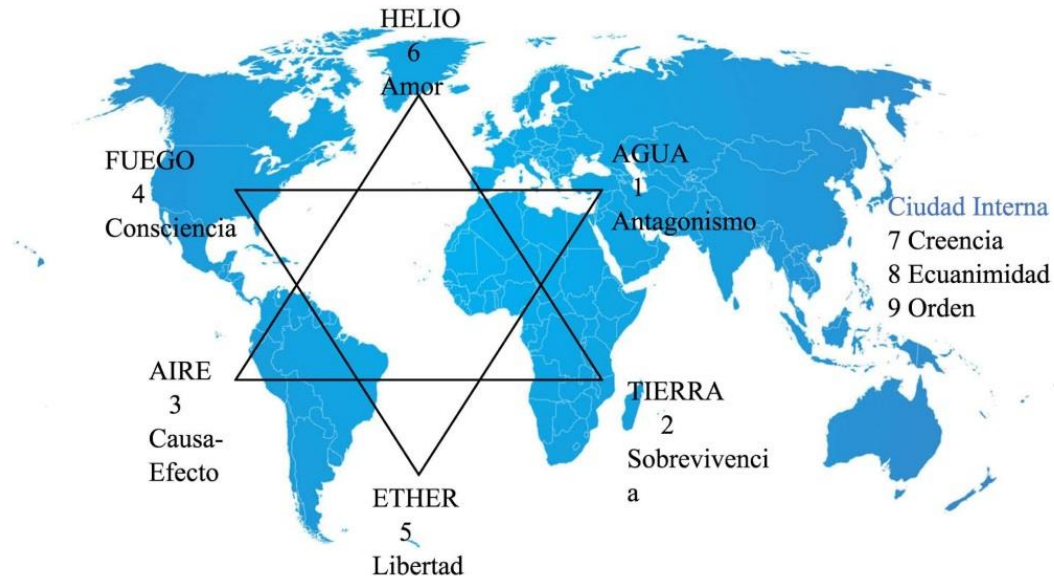 HELIO
6
Amor
FUEGO
4
Consciencia
AGUA
1
Antagonismo
Ciudad Interna
7 Creencia
8 Ecuanimidad
9 Orden
AIRE
3
Causa-
Efecto
TIERRA
2
Sobrevivenci
a
ETHER
5
Libertad